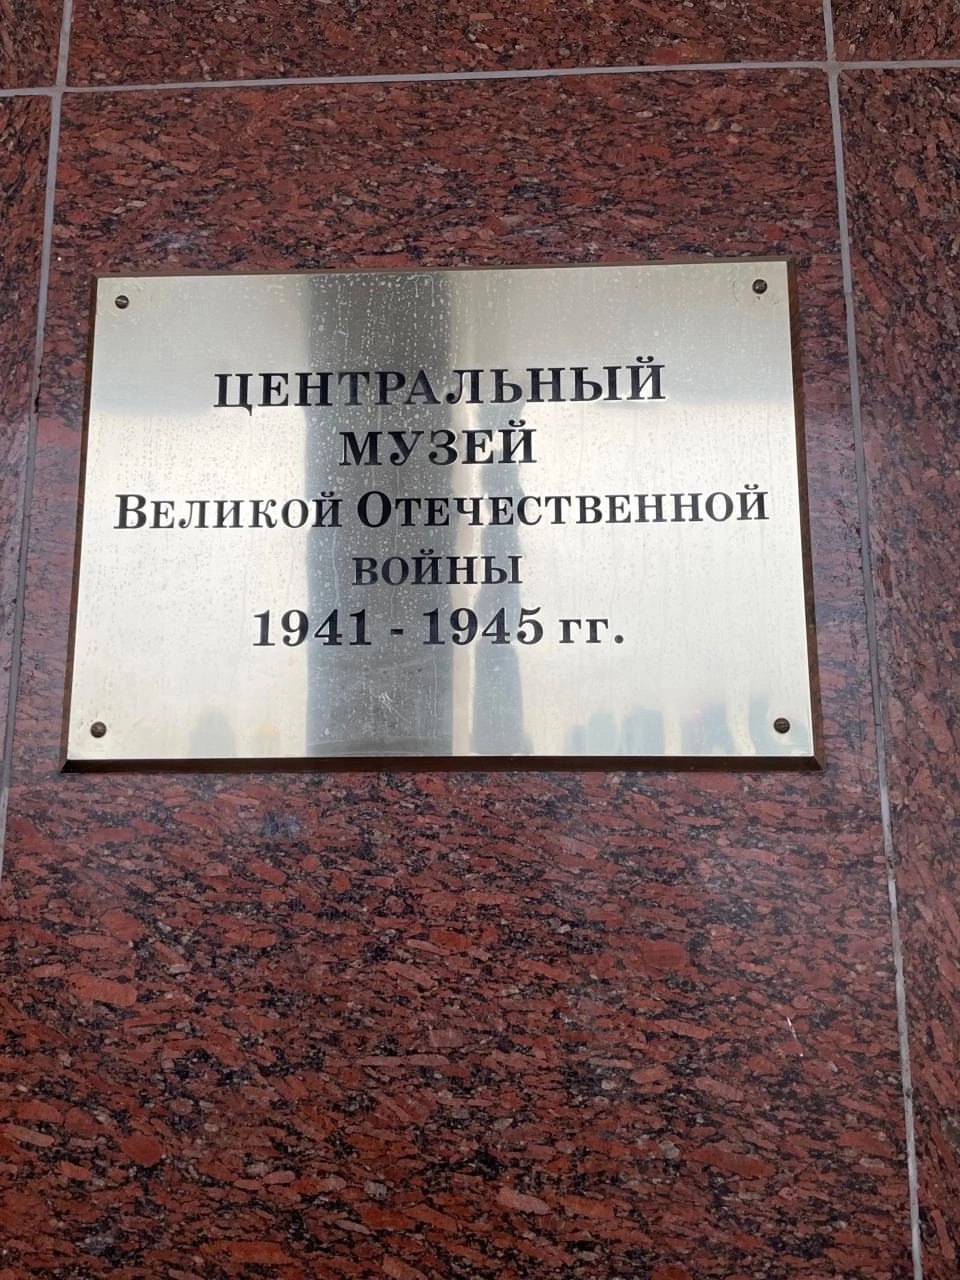 ЦЕНТРАЛЬНЫЙ
МУЗЕЙ
ВЕЛИКОЙ ОТЕЧЕСТВЕННОЙ
ВОЙНЫ
1941 - 1945 гг.